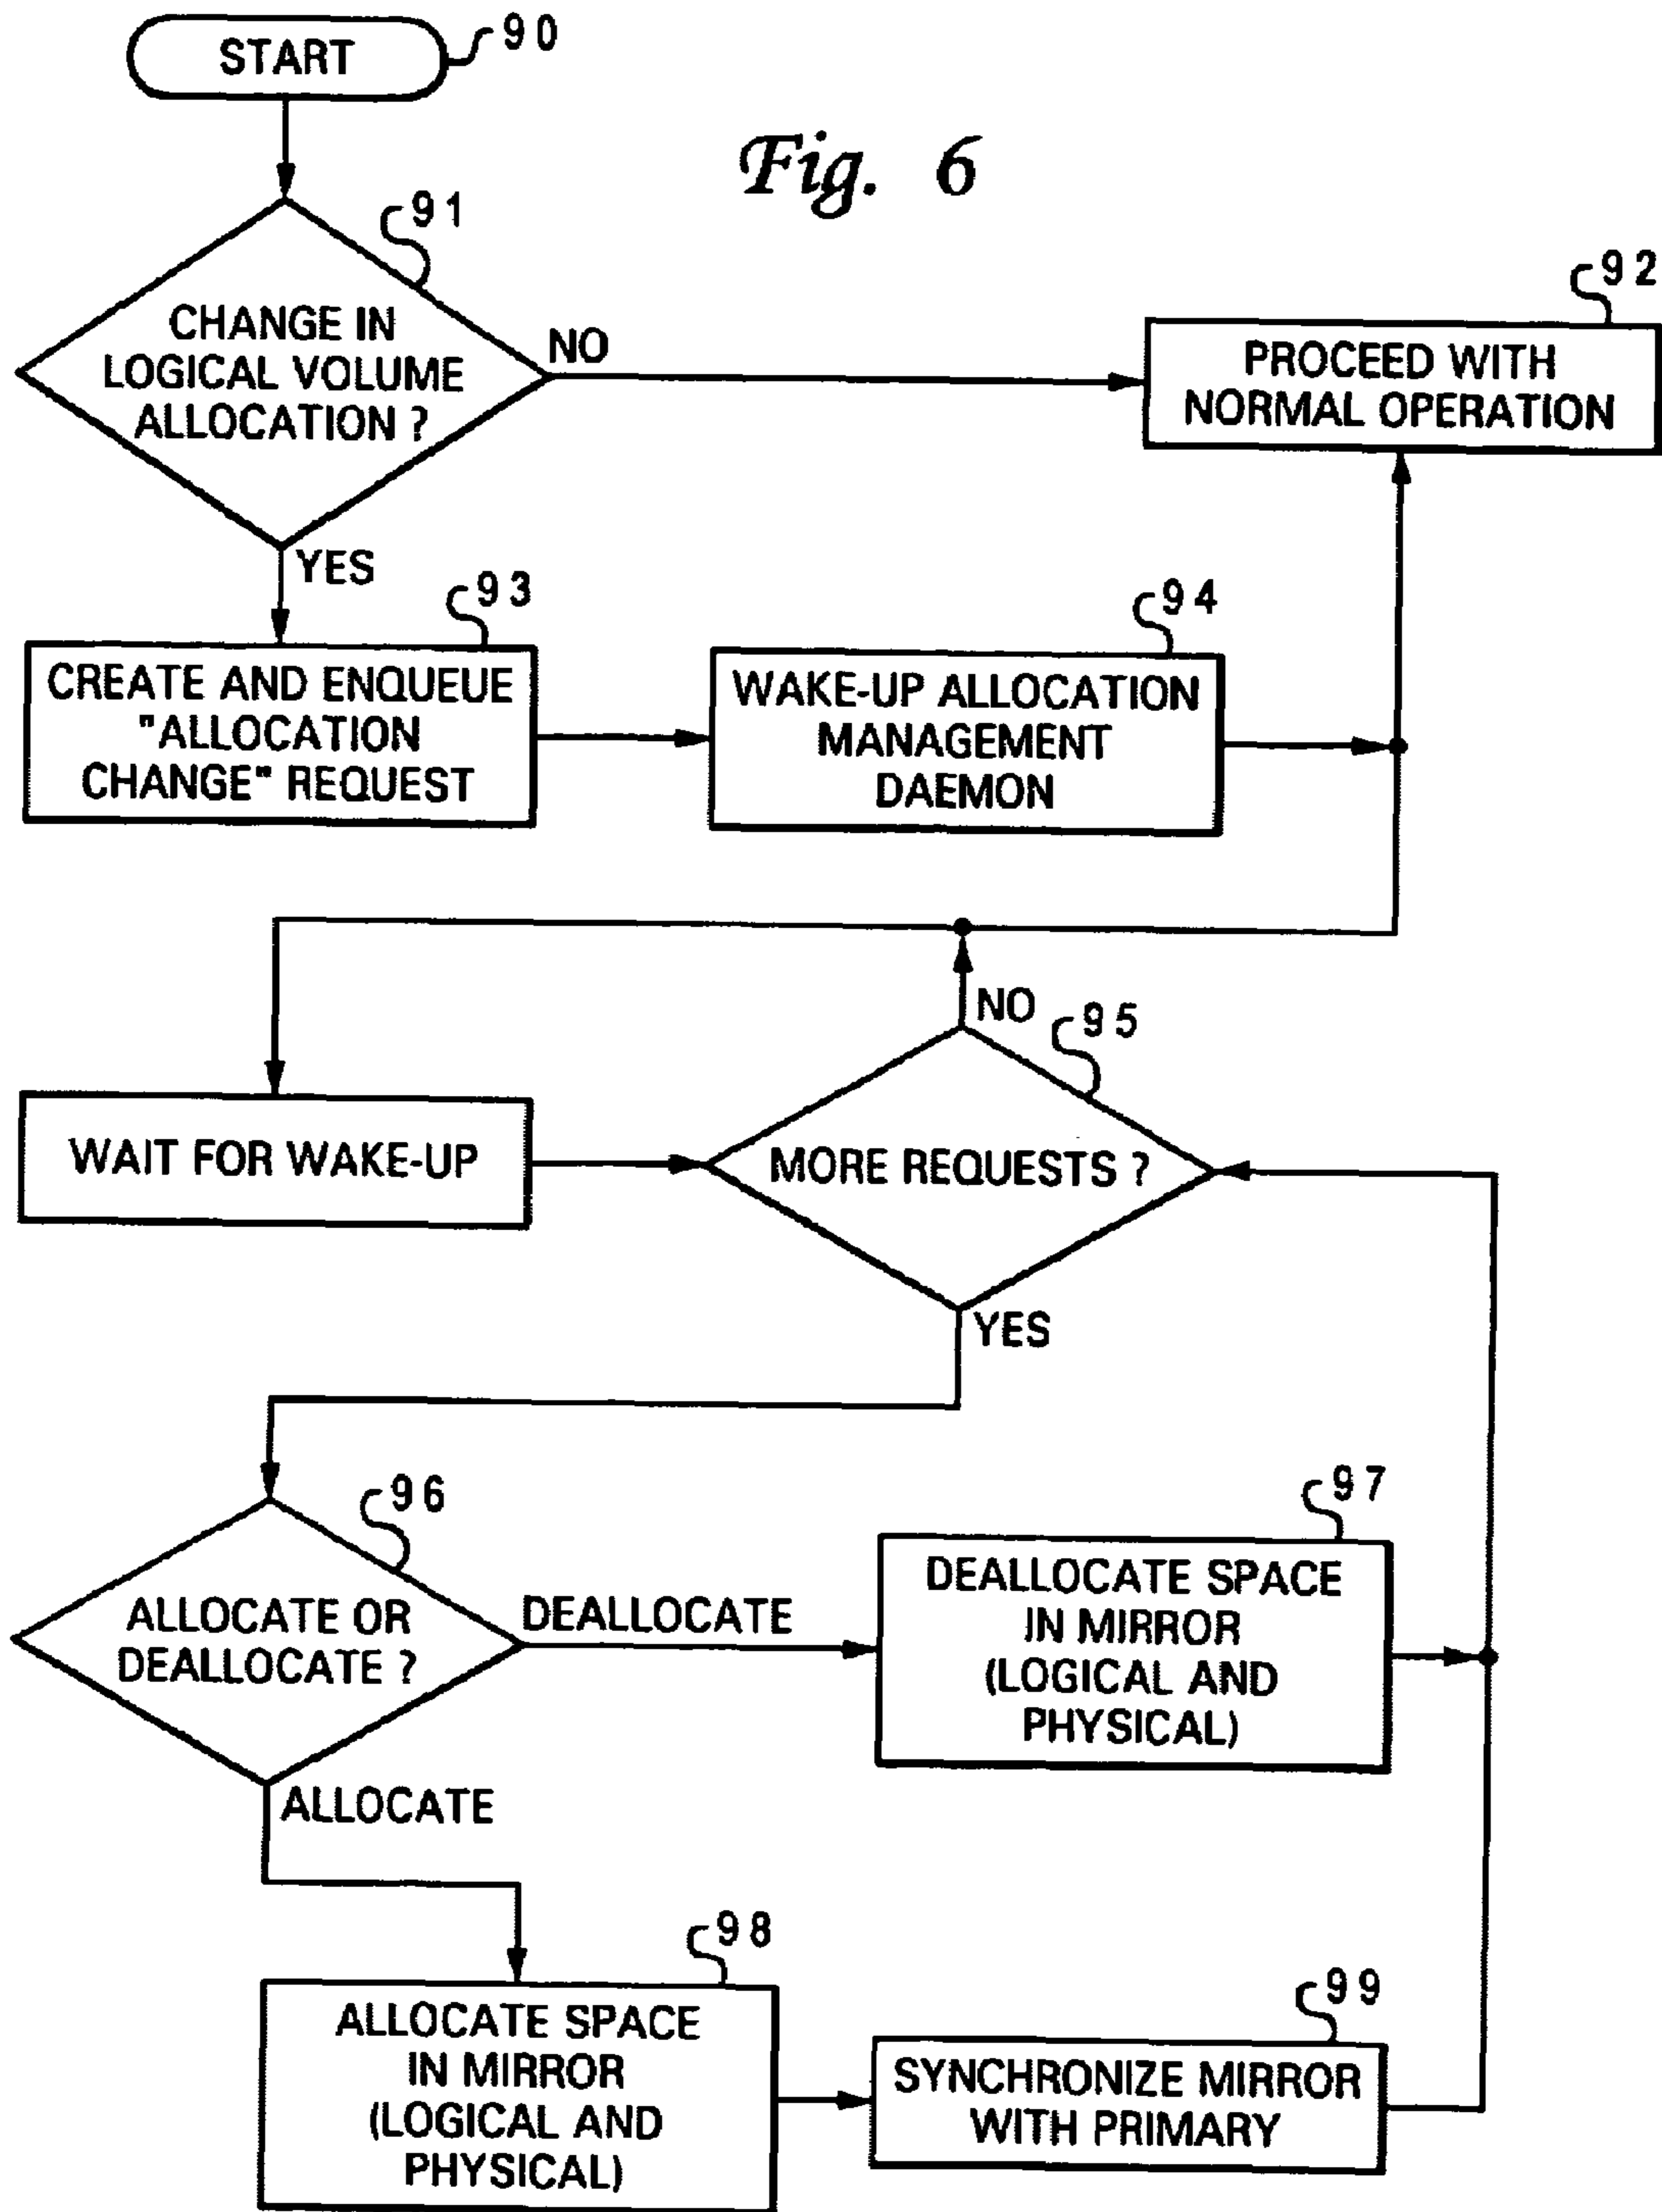 START
90
Fig. 6
91
CHANGE IN
LOGICAL VOLUME
ALLOCATION ?
NO
92
PROCEED WITH
NORMAL OPERATION
YES
93
CREATE AND ENQUEUE
"ALLOCATION
CHANGE" REQUEST
94
WAKE-UP ALLOCATION
MANAGEMENT
DAEMON
NO
95
WAIT FOR WAKE-UP
MORE REQUESTS ?
YES
96
ALLOCATE OR
DEALLOCATE ?
DEALLOCATE
97
DEALLOCATE SPACE
IN MIRROR
(LOGICAL AND
PHYSICAL)
ALLOCATE
98
ALLOCATE SPACE
IN MIRROR
(LOGICAL AND
PHYSICAL)
99
SYNCHRONIZE MIRROR
WITH PRIMARY